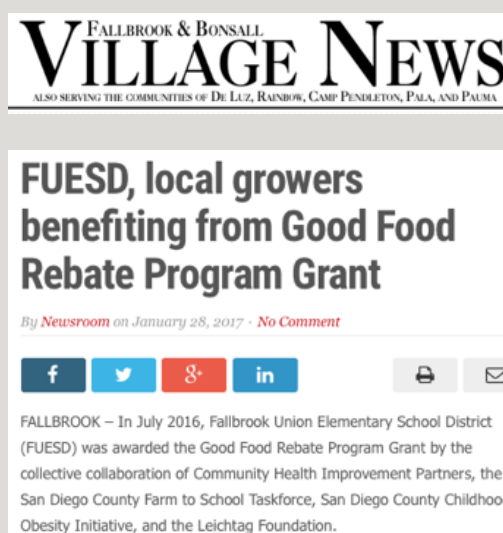 FALLBROOK & BONSALL
VILLAGE NEWS
ALSO SERVING THE COMMUNITIES OF DE LUZ, RAINBOW, CAMP PENDLETON, PALA, AND PAUMA
FUESD, local growers
benefiting from Good Food
Rebate Program Grant
By Newsroom on January 28, 2017 · No Comment
f g+ in
FALLBROOK – In July 2016, Fallbrook Union Elementary School District
(FUESD) was awarded the Good Food Rebate Program Grant by the
collective collaboration of Community Health Improvement Partners, the
San Diego County Farm to School Taskforce, San Diego County Childhoo
Obesity Initiative, and the Leichtag Foundation.